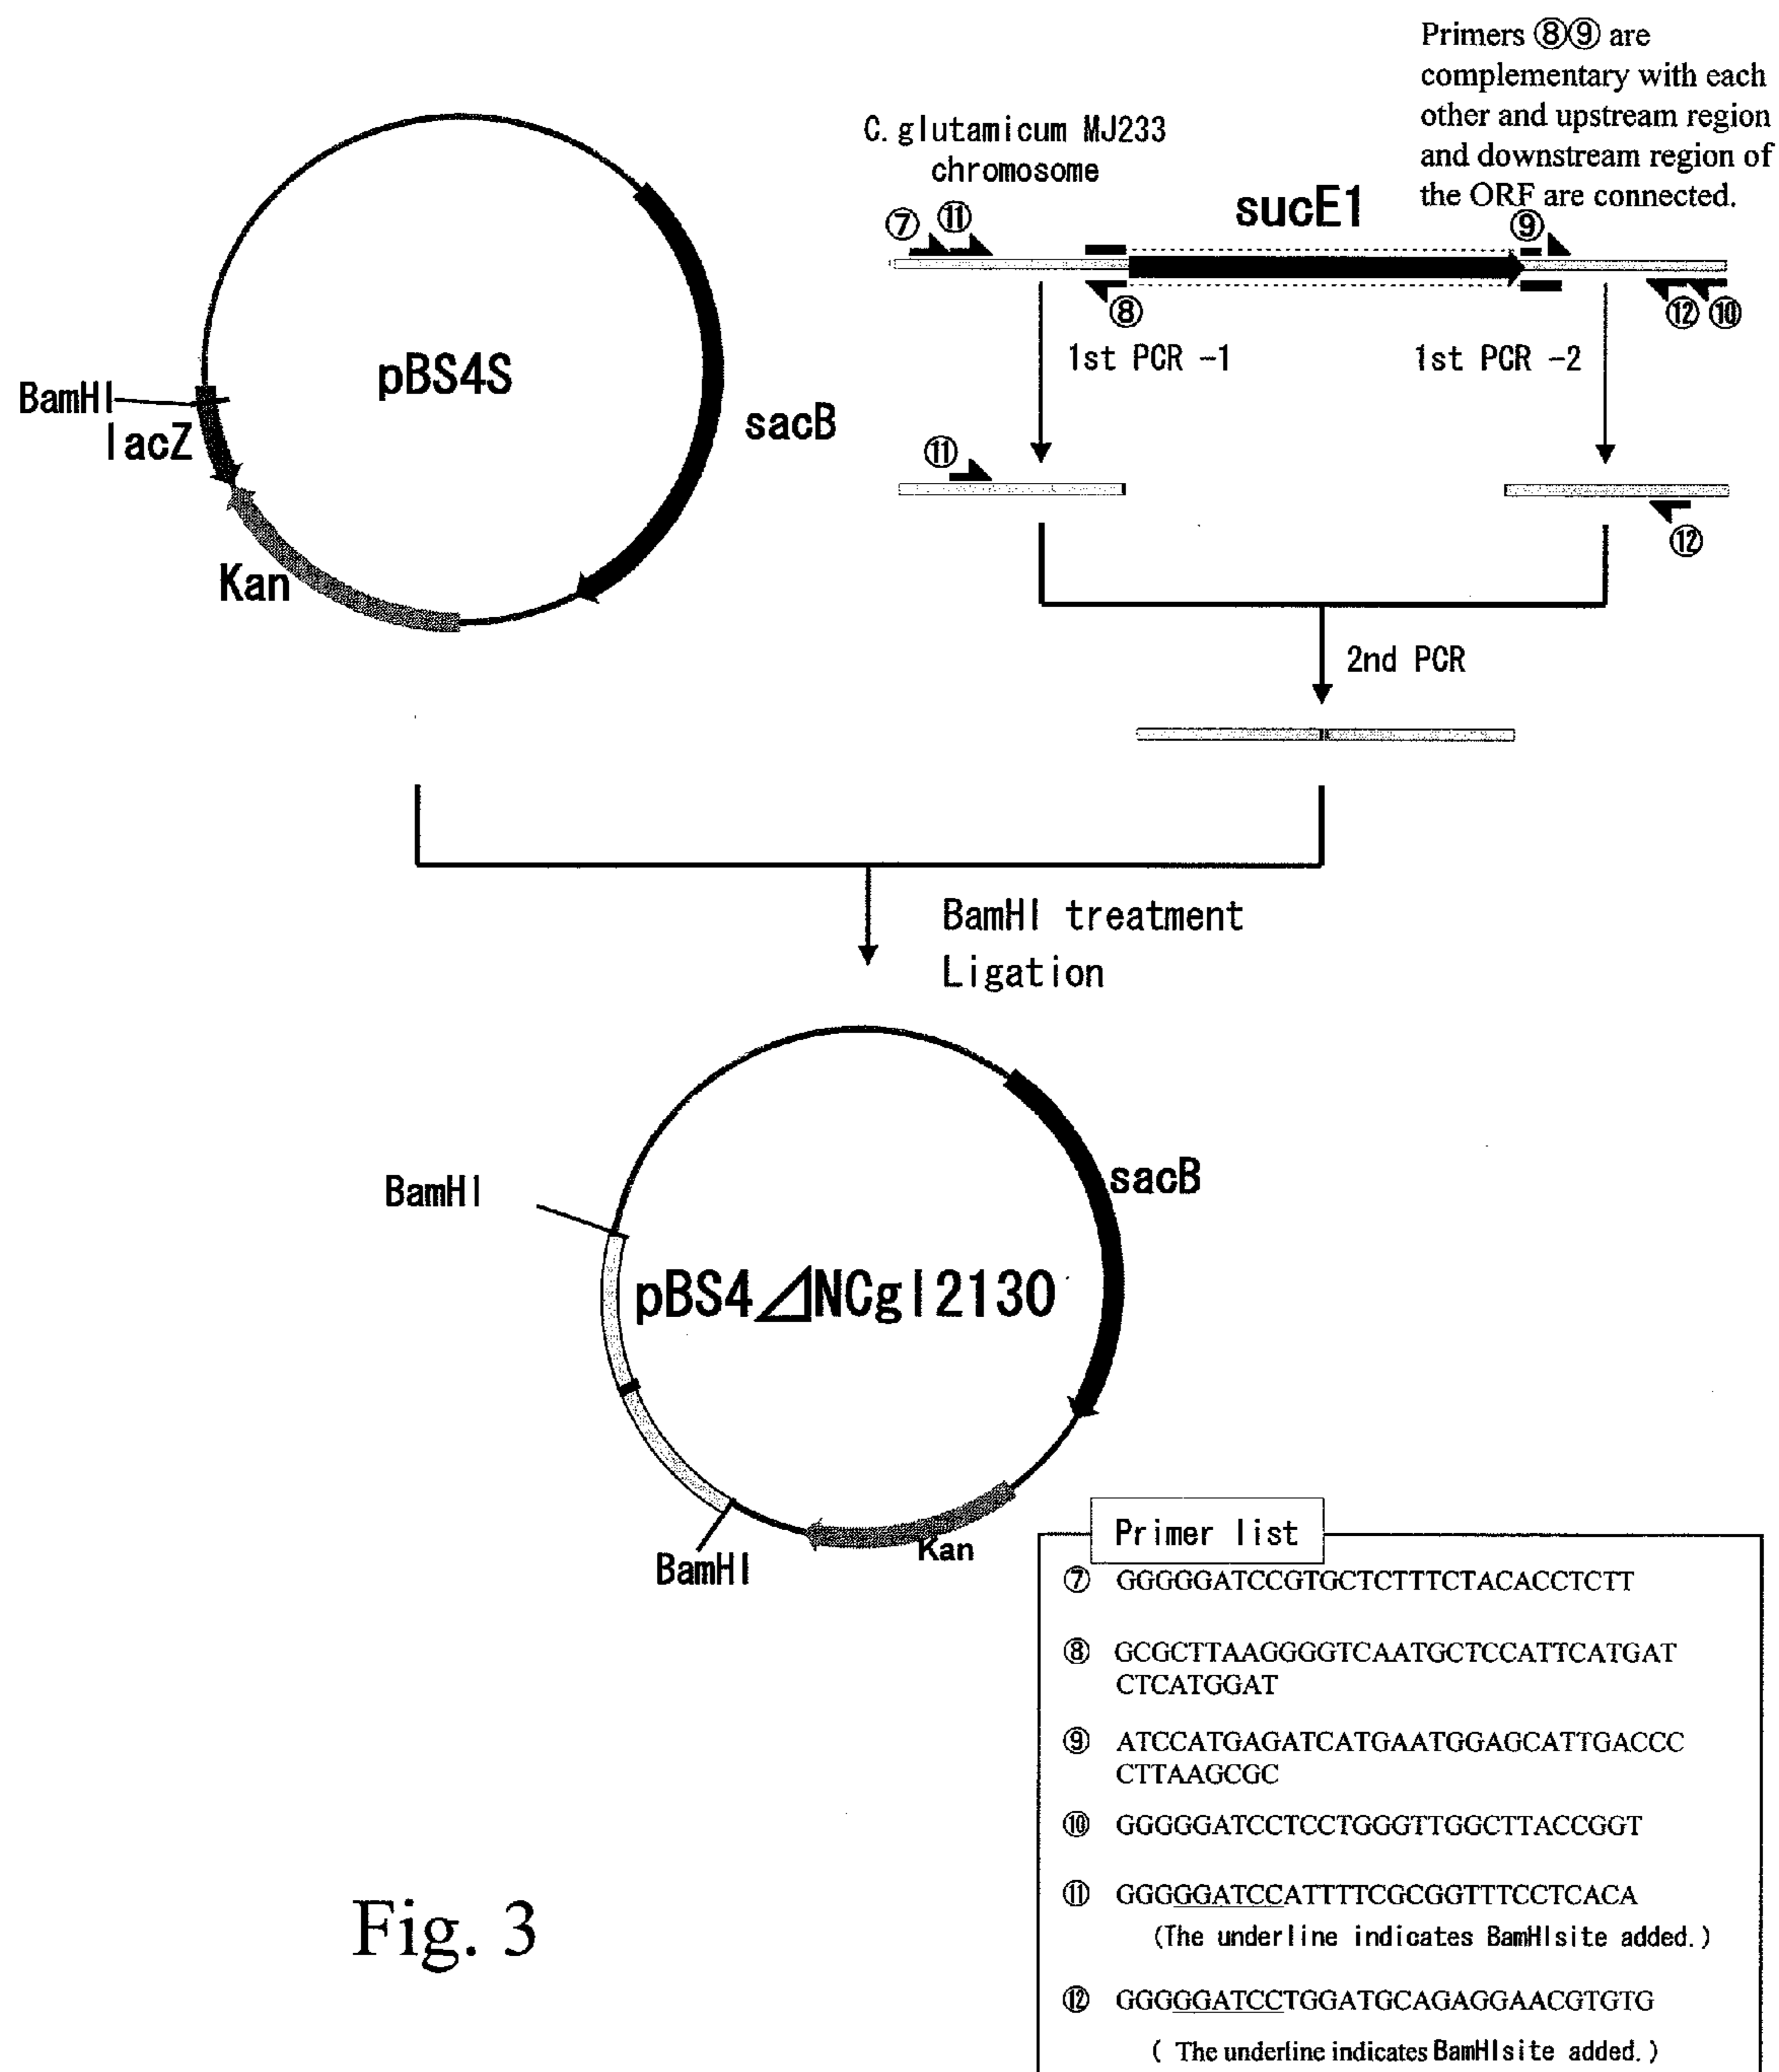 Primers ⑧⑨ are
complementary with each
other and upstream region
and downstream region of
the ORF are connected.
C. glutamicum MJ233
chromosome
sucE1
⑦ ⑪
⑨
⑧
⑫ ⑩
1st PCR -1
1st PCR -2
pBS4S
BamHI
lacZ
sacB
Kan
⑪
⑫
2nd PCR
BamHI treatment
Ligation
BamHI
sacB
pBS4⊿NCgl2130
Kan
BamHI
Primer list
⑦ GGGGGATCCGTGCTCTTTCTACACCTCTT
⑧ GCGCTTAAGGGGTCAATGCTCCATTCATGAT
CTCATGGAT
⑨ ATCCATGAGATCATGAATGGAGCATTGACCC
CTTAAGCGC
⑩ GGGGGATCCTCCTGGGTTGGCTTACCGGT
⑪ GGGGGATCCATTTTCGCGGTTTCCTCACA
(The underline indicates BamHIsite added.)
⑫ GGGGGATCCTGGATGCAGAGGAACGTGTG
( The underline indicates BamHIsite added.)
Fig. 3